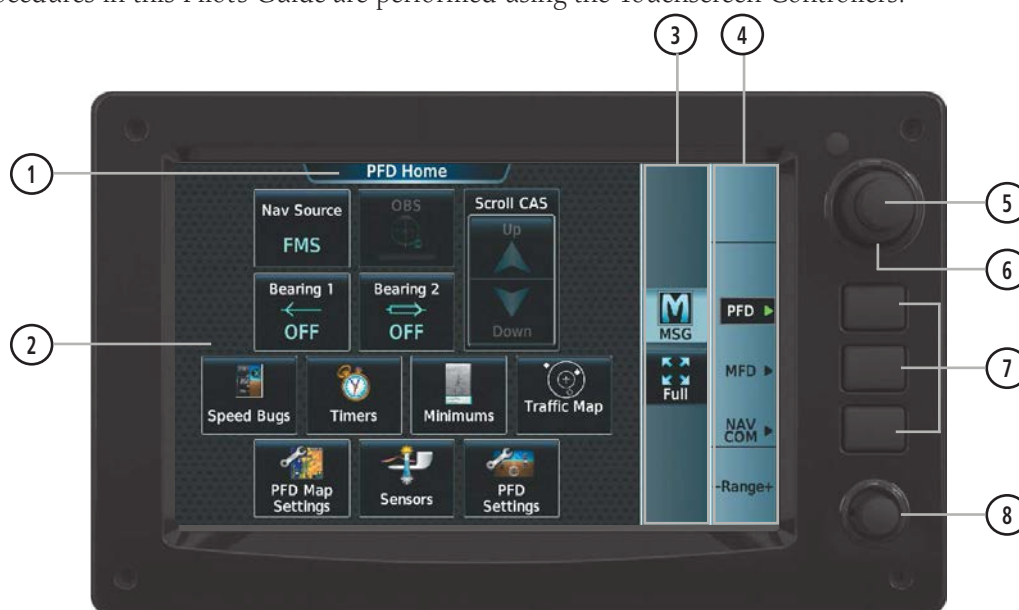 ocedures in this Pilot's Guide are performed using the Touchscreen Controllers.
3
4
1
PFD Home
Nav Source
FMS
OBS
Scroll CAS
Up
Down
5
6
Bearing 1
OFF
Bearing 2
OFF
MSG
PFD
2
Full
MFD
7
Speed Bugs
Timers
Minimums
Traffic Map
NAV
COM
PFD Map
Settings
Sensors
PFD
Settings
-Range+
8